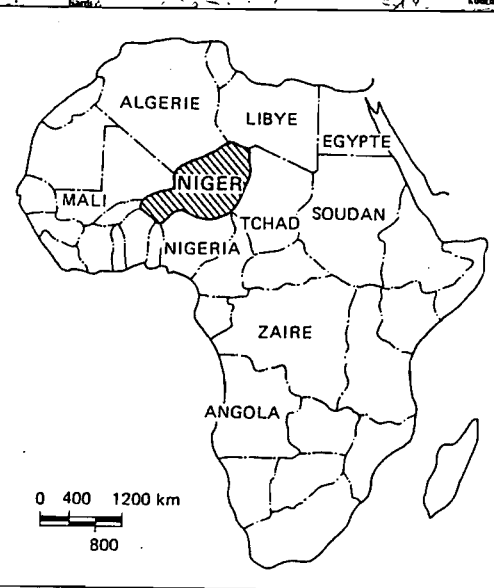 ALGERIE
LIBYE
EGYPTE
NIGER
MALI
TCHAD
SOUDAN
NIGERIA
ZAIRE
ANGOLA
0 400 1200 km
800